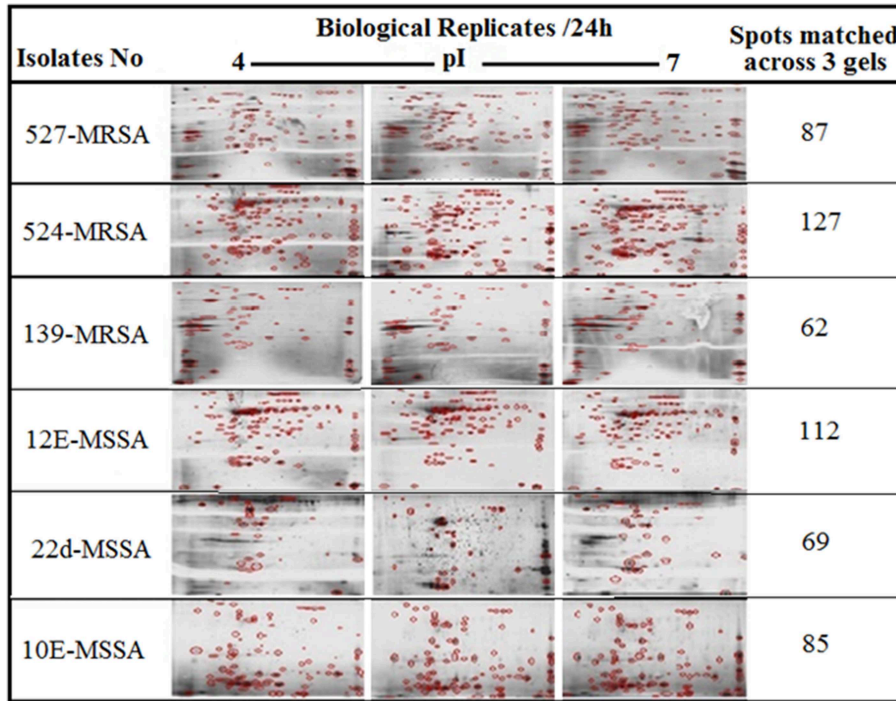 Isolates No
Biological Replicates /24h
4 pI 7
Spots matched
across 3 gels
527-MRSA 87
524-MRSA 127
139-MRSA 62
12E-MSSA 112
22d-MSSA 69
10E-MSSA 85